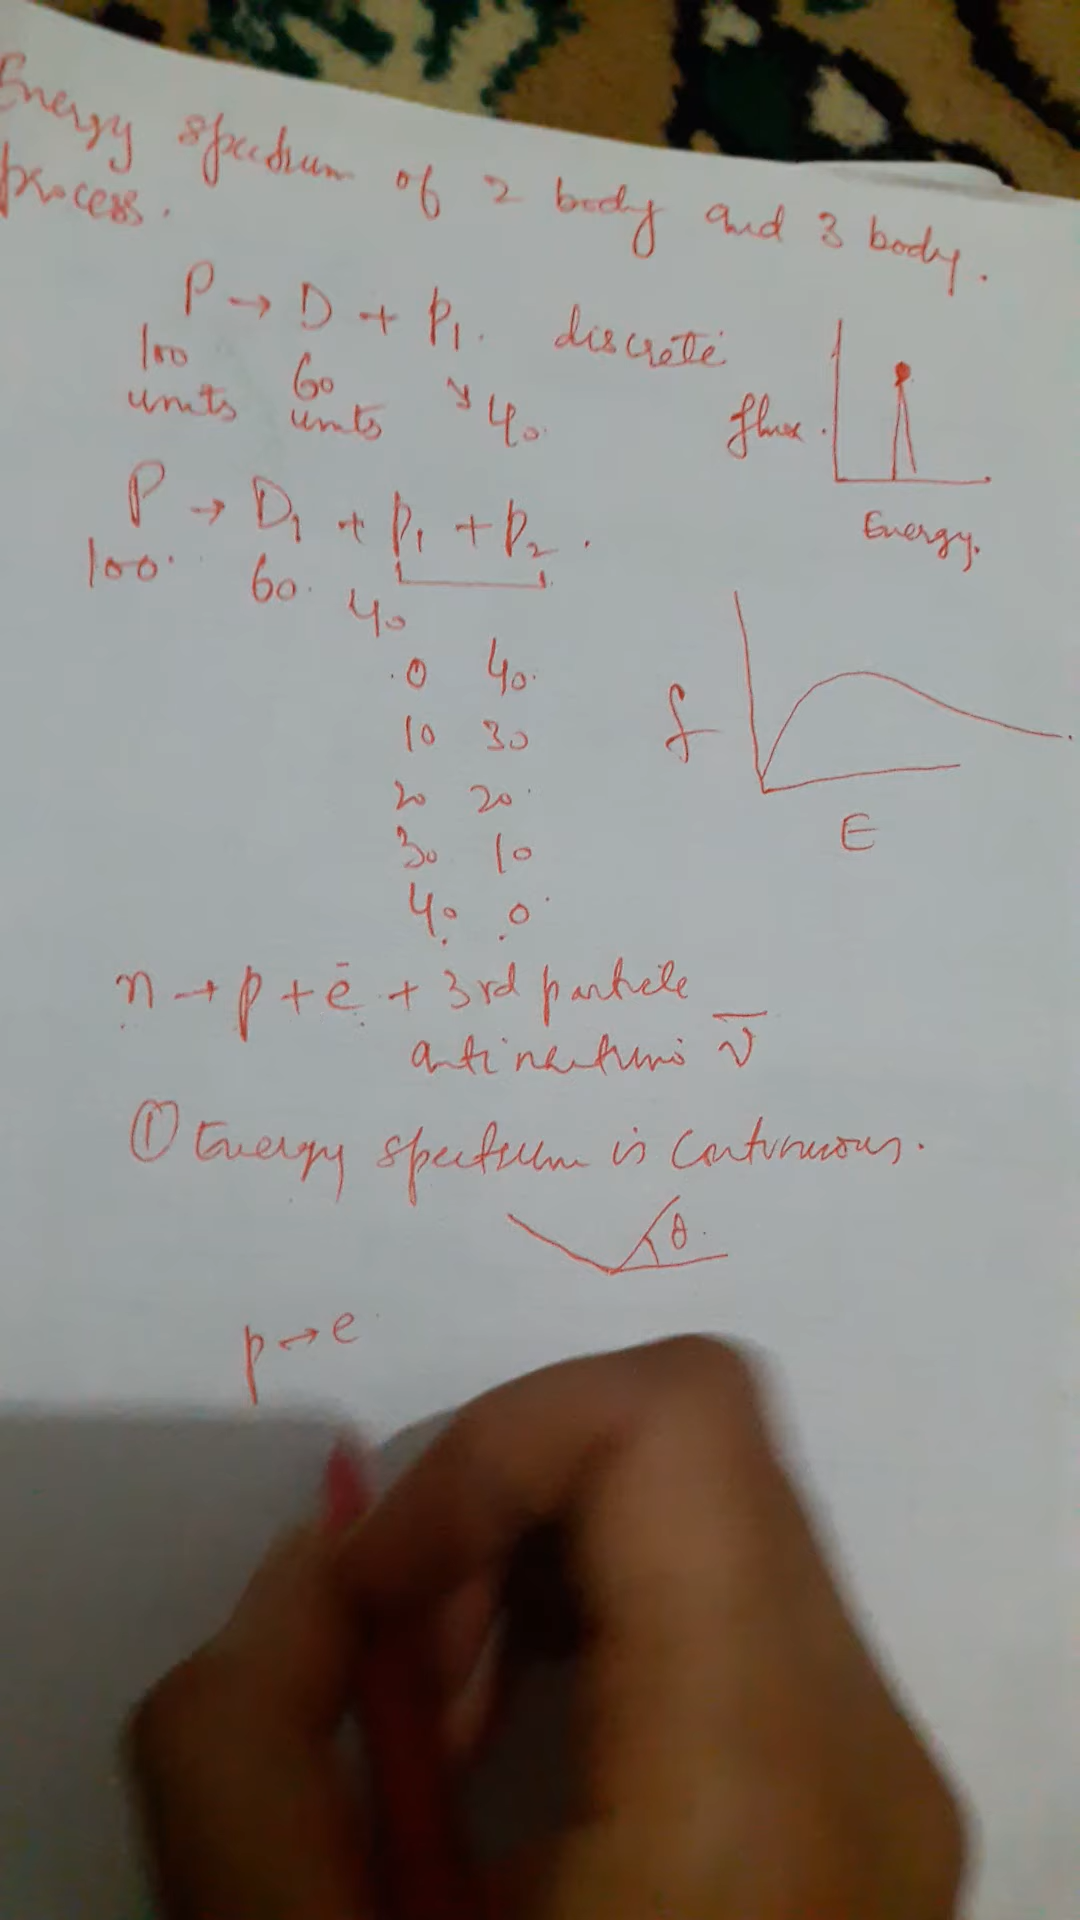 Energy spectrum of 2 body and 3 body.
process.
P → D + P₁. discrete
100 units 60 units ↘ 40.
flux.
Energy.
P → D₁ + P₁ + P₂.
100. 60. 40
0 40.
10 30
20 20.
30 10
40 0
f
E
n → p + ē + 3rd particle
antineutrino ν̅
① Energy spectrum is continuous.
θ.
p → e